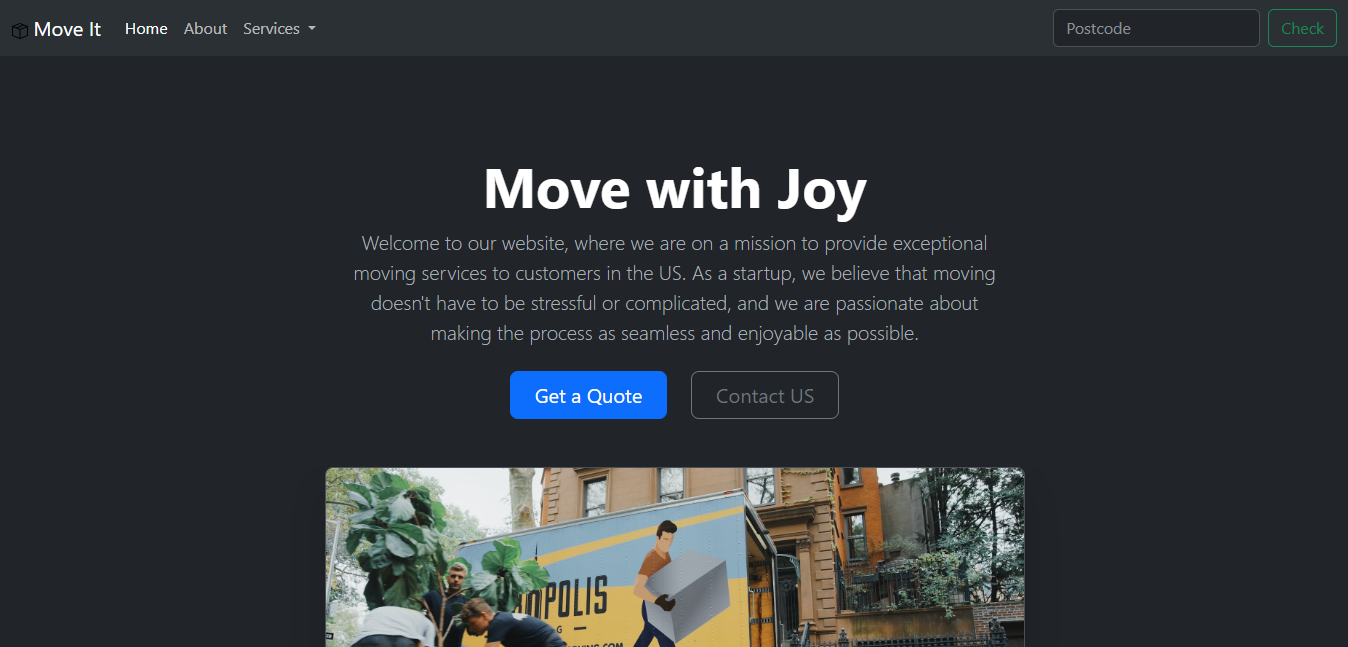 Move It Home About Services Postcode Check
Move with Joy
Welcome to our website, where we are on a mission to provide exceptional
moving services to customers in the US. As a startup, we believe that moving
doesn't have to be stressful or complicated, and we are passionate about
making the process as seamless and enjoyable as possible.
Get a Quote Contact US